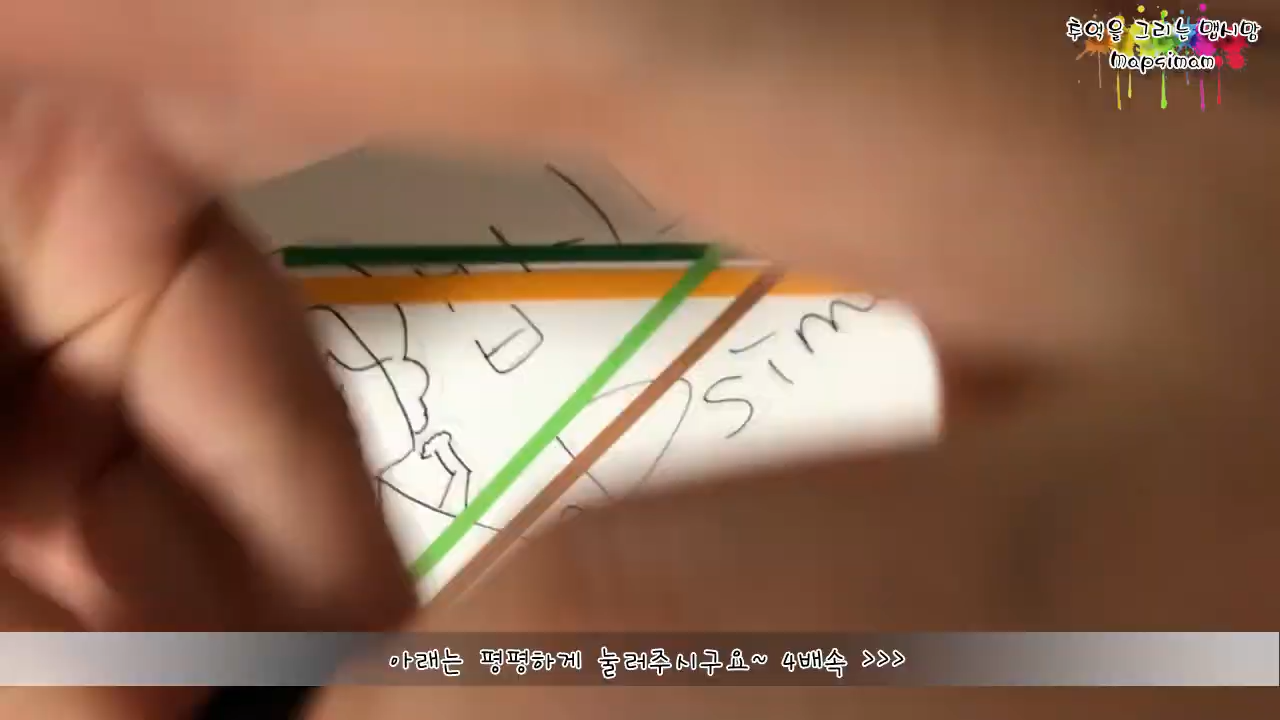 추억을 그리는 맵시맘
mapsimam
sim
아래는 평평하게 눌러주시구요~ 4배속 >>>